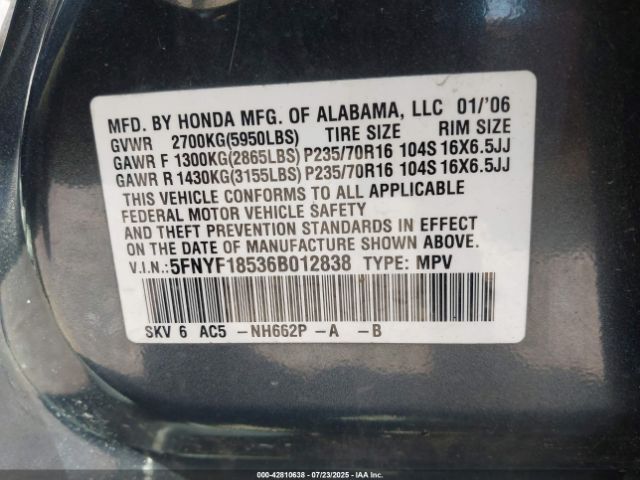 MFD. BY HONDA MFG. OF ALABAMA, LLC 01/'06
GVWR 2700KG(5950LBS) TIRE SIZE RIM SIZE
GAWR F 1300KG(2865LBS) P235/70R16 104S 16X6.5JJ
GAWR R 1430KG(3155LBS) P235/70R16 104S 16X6.5JJ
THIS VEHICLE CONFORMS TO ALL APPLICABLE
FEDERAL MOTOR VEHICLE SAFETY
AND THEFT PREVENTION STANDARDS IN EFFECT
ON THE DATE OF MANUFACTURE SHOWN ABOVE.
V.I.N.:5FNYF18536B012838 TYPE: MPV
SKV 6 AC5 -NH662P -A -B
000-42810638 - 07/23/2025 - IAA Inc.